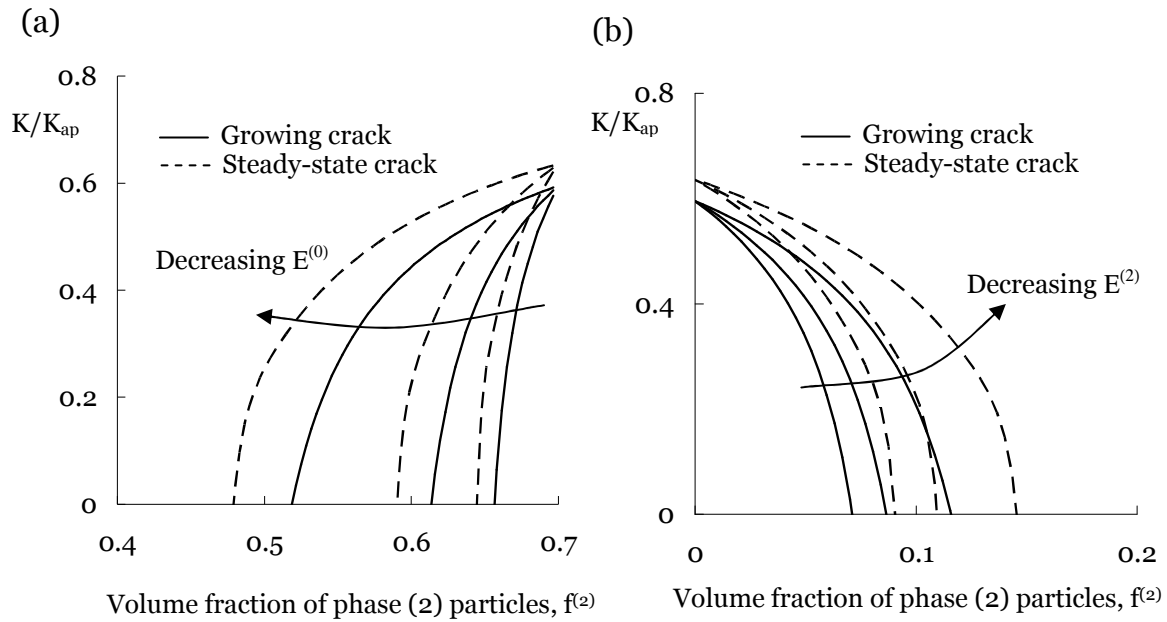 (a)
0.8
K/Kap
Growing crack
Steady-state crack
0.6
Decreasing E(0)
0.4
0.2
0
0.4
0.5
0.6
0.7
Volume fraction of phase (2) particles, f(2)
(b)
0.8
K/Kap
Growing crack
Steady-state crack
Decreasing E(2)
0.4
0
0
0.1
0.2
Volume fraction of phase (2) particles, f(2)